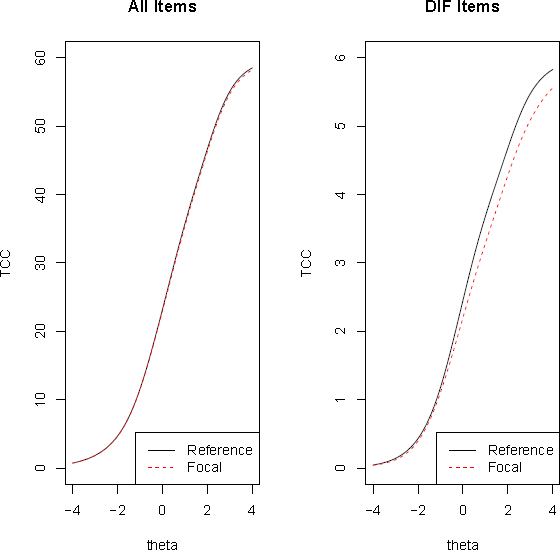 All Items
TCC
60
50
40
30
20
10
0
Reference
Focal
−4 −2 0 2 4
theta
DIF Items
TCC
6
5
4
3
2
1
0
Reference
Focal
−4 −2 0 2 4
theta